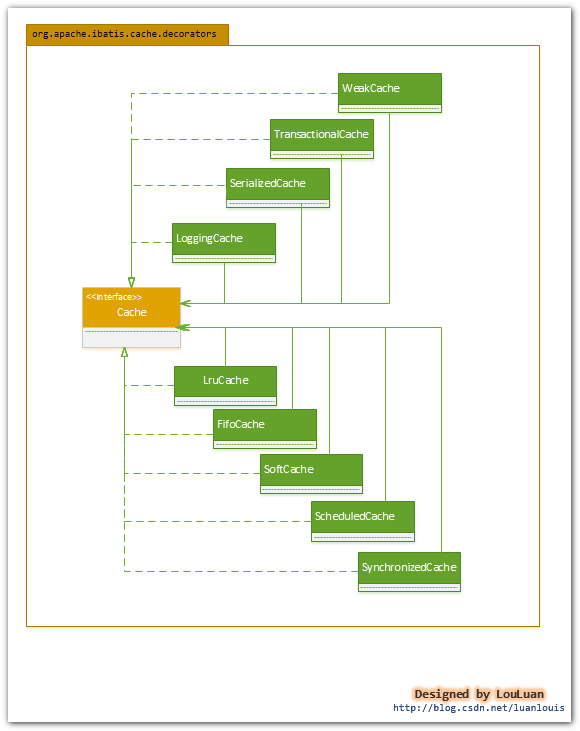 org.apache.ibatis.cache.decorators
WeakCache
TransactionalCache
SerializedCache
LoggingCache
<<Interface>>
Cache
LruCache
FifoCache
SoftCache
ScheduledCache
SynchronizedCache
Designed by LouLuan
http://blog.csdn.net/luanlouis